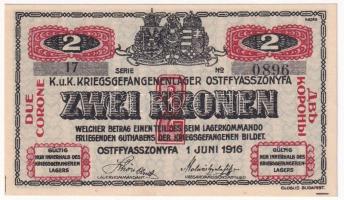 2 2
17 SERIE No 0896
K.u.K. KRIEGSGEFANGENENLAGER OSTFFYASSZONYFA
DUE CORONE
ZWEI KRONEN
ДВѢ КОРОНЫ
WELCHER BETRAG EINEN TEIL DES BEIM LAGERKOMMANDO
ERLIEGENDEN GUTHABENS DER KRIEGSGEFANGENEN BILDET.
OSTFFYASSZONYFA 1 JUNI 1916
GÜLTIG
NUR INNERHALB DES
KRIEGSGEFANGENEN
LAGERS
GÜLTIG
NUR INNERHALB DES
KRIEGSGEFANGENEN
LAGERS
GLOBUS BUDAPEST.